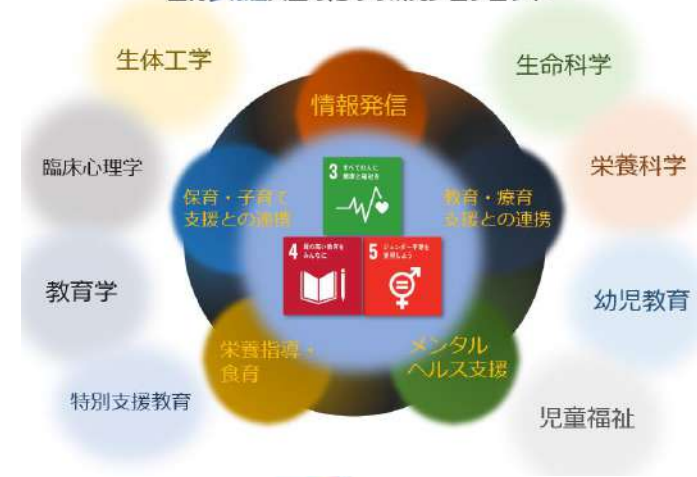 生体工学
生命科学
情報発信
臨床心理学
栄養科学
保育・子育て
支援との連携
教育・療育
支援との連携
3 すべての人に
健康と福祉を
4 質の高い教育を
みんなに
5 ジェンダー平等を
実現しよう
教育学
幼児教育
栄養指導・
食育
メンタル
ヘルス支援
特別支援教育
児童福祉